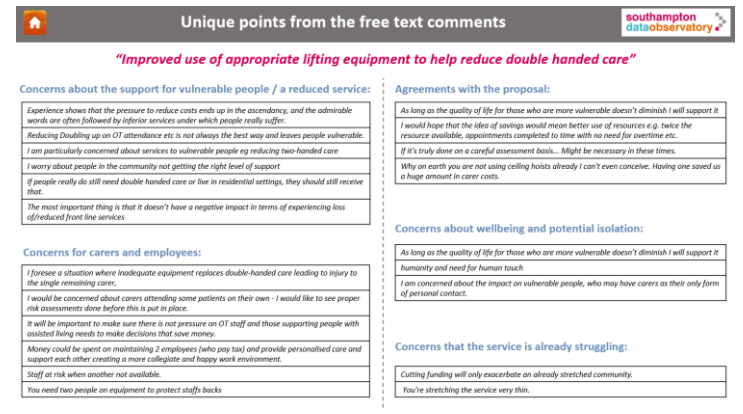 Unique points from the free text comments
southampton
dataobservatory
“Improved use of appropriate lifting equipment to help reduce double handed care”
Concerns about the support for vulnerable people / a reduced service:
Experience shows that the pressure to reduce costs ends up in the ascendancy, and the admirable
words are often followed by inferior services under which people really suffer.
Reducing Doubling up on OT attendance etc is not always the best way and leaves people vulnerable.
I am particularly concerned about services to vulnerable people eg reducing two-handed care
I worry about people in the community not getting the right level of support
If people really do still need double handed care or live in residential settings, they should still receive
that.
The most important thing is that it doesn’t have a negative impact in terms of experiencing loss
of/reduced front line services
Concerns for carers and employees:
I foresee a situation where inadequate equipment replaces double-handed care leading to injury to
the single remaining carer,
I would be concerned about carers attending some patients on their own - I would like to see proper
risk assessments done before this is put in place.
It will be important to make sure there is not pressure on OT staff and those supporting people with
assisted living needs to make decisions that save money.
Money could be spent on maintaining 2 employees (who pay tax) and provide personalised care and
support each other creating a more collegiate and happy work environment.
Staff at risk when another not available.
You need two people on equipment to protect staffs backs
Agreements with the proposal:
As long as the quality of life for those who are more vulnerable doesn’t diminish I will support it
I would hope that the idea of savings would mean better use of resources e.g. twice the
resource available, appointments completed to time with no need for overtime etc.
If it’s truly done on a careful assessment basis... Might be necessary in these times.
Why on earth you are not using ceiling hoists already I can’t even conceive. Having one saved us
a huge amount in carer costs.
Concerns about wellbeing and potential isolation:
As long as the quality of life for those who are more vulnerable doesn’t diminish I will support it
humanity and need for human touch
I am concerned about the impact on vulnerable people, who may have carers as their only form
of personal contact.
Concerns that the service is already struggling:
Cutting funding will only exacerbate an already stretched community.
You’re stretching the service very thin.